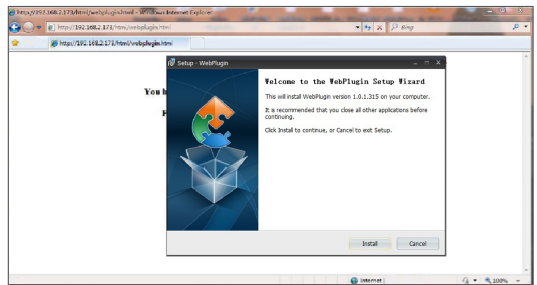 http://192.168.2.173/html/webplugin.html - Windows Internet Explorer
http://192.168.2.173/html/webplugin.html
Bing
http://192.168.2.173/html/webplugin.html
Setup - WebPlugin
You h
Welcome to the WebPlugin Setup Wizard
This will install WebPlugin version 1.0.1.315 on your computer.
It is recommended that you close all other applications before
continuing.
Click Install to continue, or Cancel to exit Setup.
Install
Cancel
Internet
100%